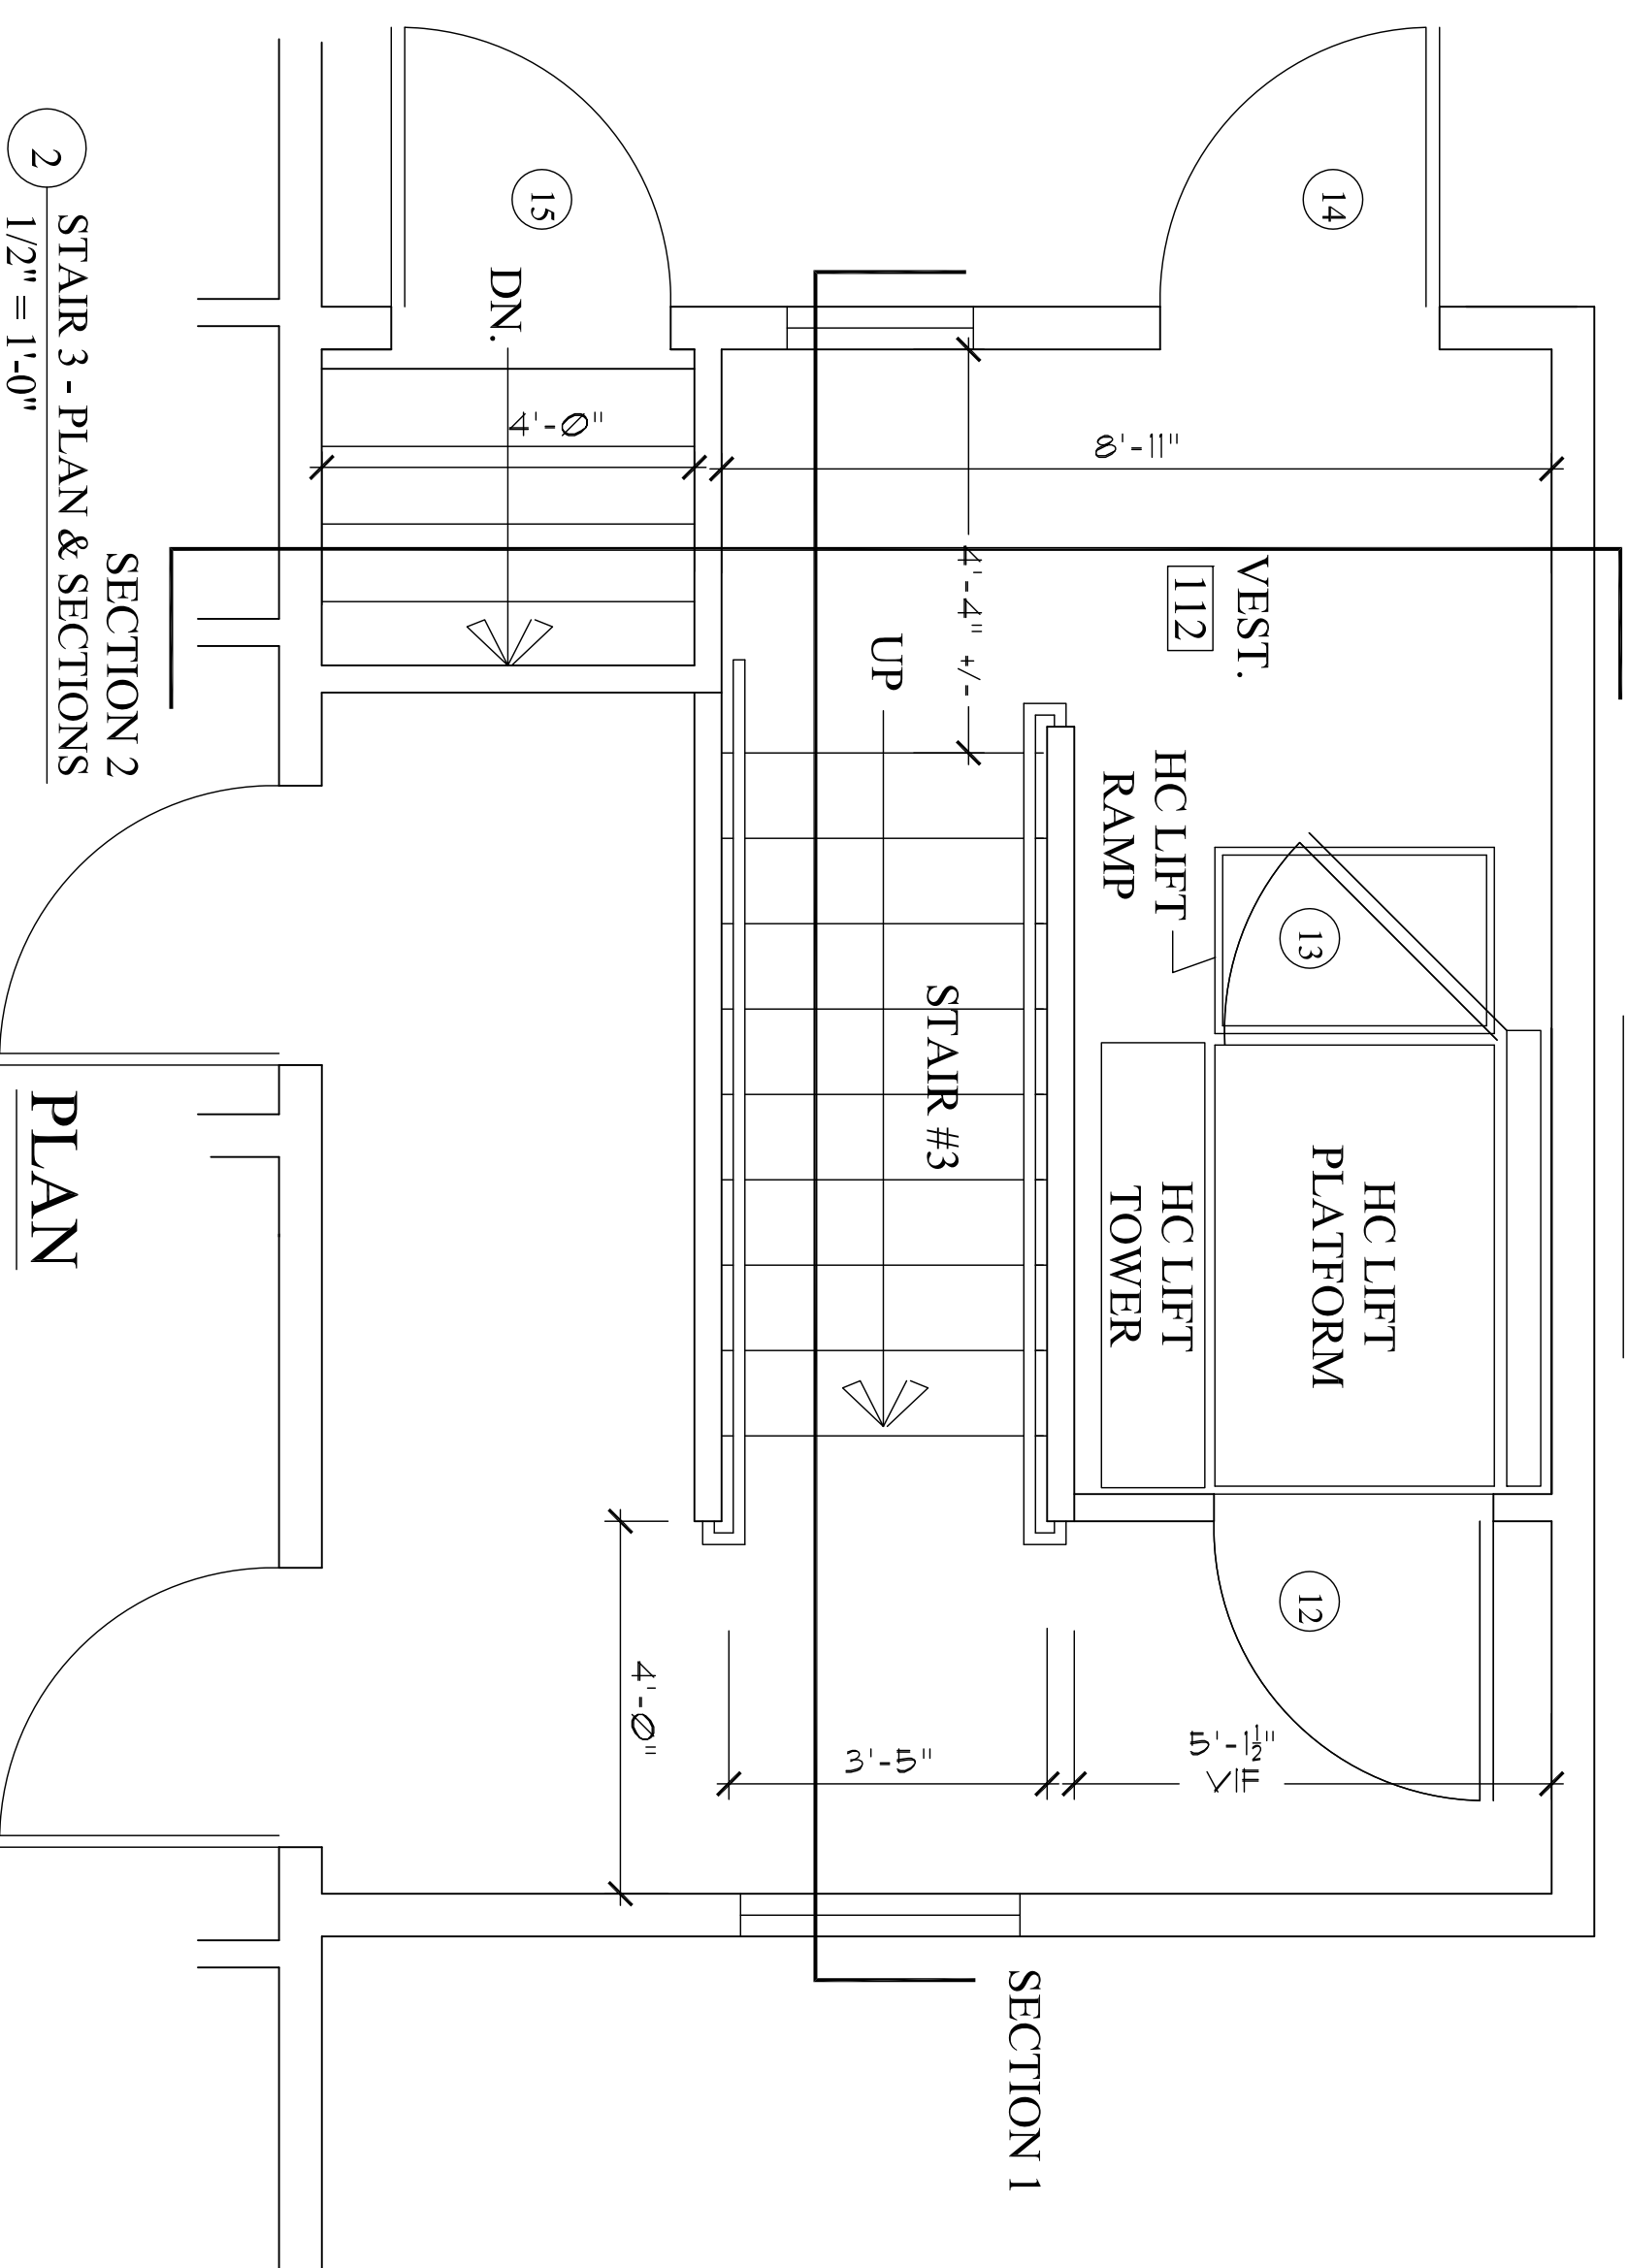 14
15
DN.
4'-0"
8'-11"
VEST.
112
4'-4" +/-
UP
HC LIFT
RAMP
13
STAIR #3
HC LIFT
PLATFORM
HC LIFT
TOWER
12
5'-1½"
3'-5"
4'-0"
SECTION 1
SECTION 2
PLAN
2
STAIR 3 - PLAN & SECTIONS
1/2" = 1'-0"